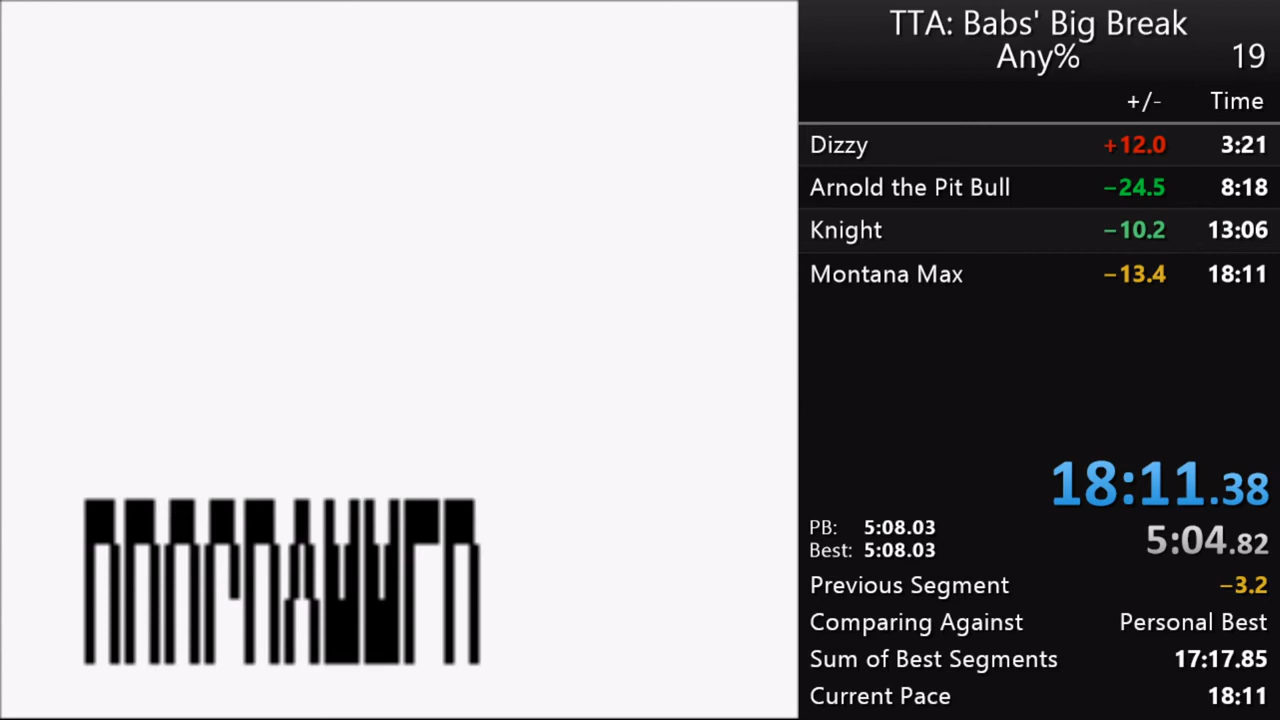 TTA: Babs' Big Break
Any% 19
+/- Time
Dizzy +12.0 3:21
Arnold the Pit Bull −24.5 8:18
Knight −10.2 13:06
Montana Max −13.4 18:11
18:11.38
PB: 5:08.03
Best: 5:08.03
5:04.82
Previous Segment −3.2
Comparing Against Personal Best
Sum of Best Segments 17:17.85
Current Pace 18:11